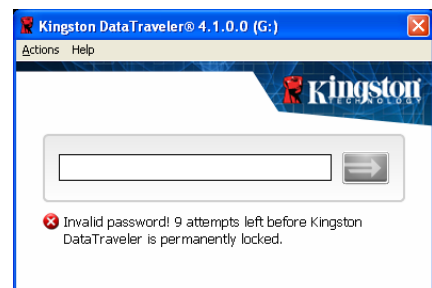 Kingston DataTraveler® 4.1.0.0 (G:)
Actions Help
Kingston
TECHNOLOGY
Invalid password! 9 attempts left before Kingston
DataTraveler is permanently locked.